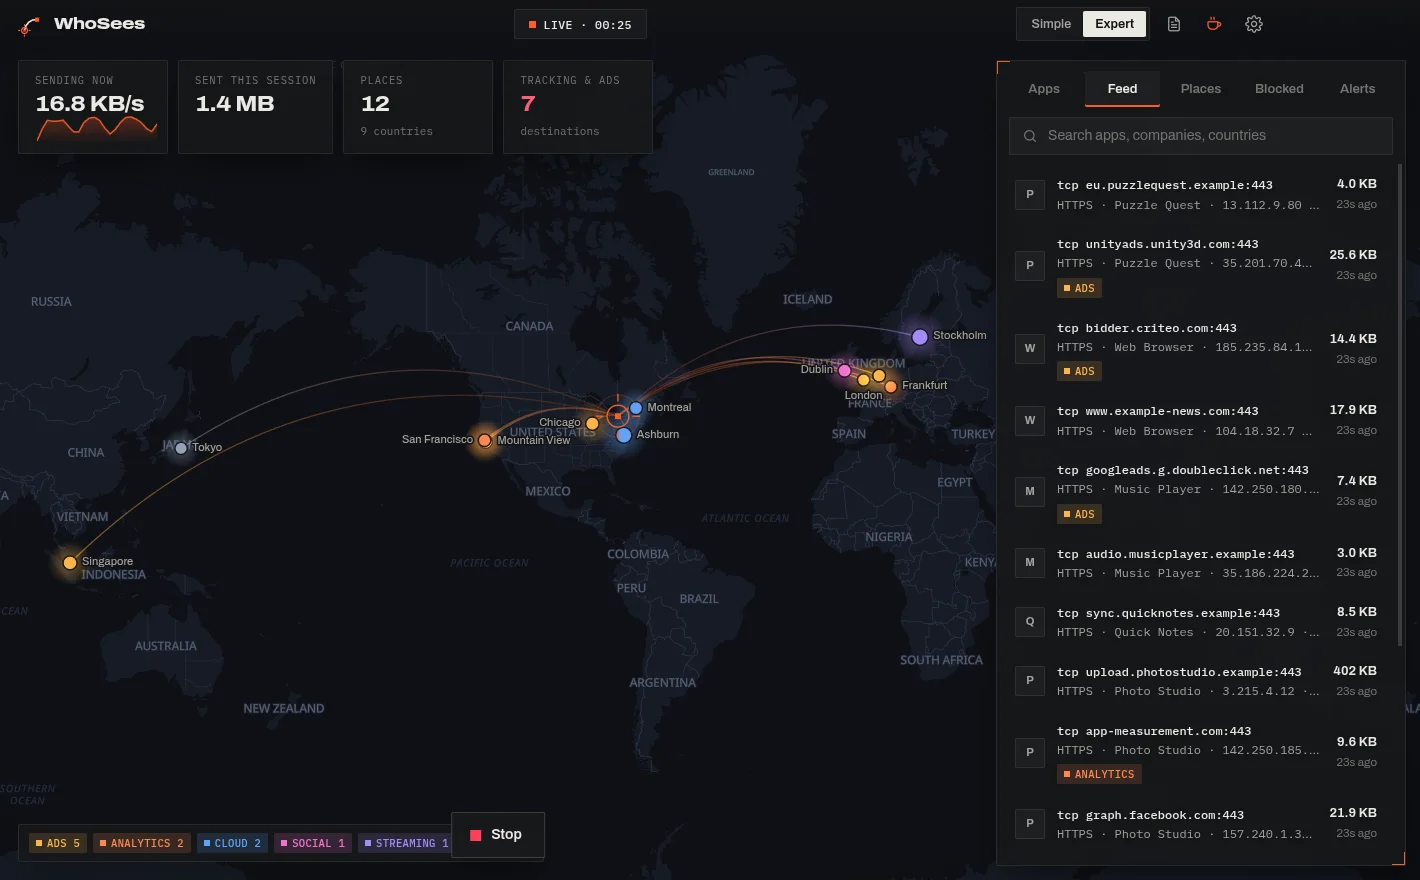 WhoSees
LIVE · 00:25
Simple
Expert
SENDING NOW
16.8 KB/s
SENT THIS SESSION
1.4 MB
PLACES
12
9 countries
TRACKING & ADS
7
destinations
Apps
Feed
Places
Blocked
Alerts
Search apps, companies, countries
P
tcp eu.puzzlequest.example:443
4.0 KB
HTTPS · Puzzle Quest · 13.112.9.80 …
23s ago
P
tcp unityads.unity3d.com:443
25.6 KB
HTTPS · Puzzle Quest · 35.201.70.4…
23s ago
ADS
W
tcp bidder.criteo.com:443
14.4 KB
HTTPS · Web Browser · 185.235.84.1…
23s ago
ADS
W
tcp www.example-news.com:443
17.9 KB
HTTPS · Web Browser · 104.18.32.7 …
23s ago
M
tcp googleads.g.doubleclick.net:443
7.4 KB
HTTPS · Music Player · 142.250.180.…
23s ago
ADS
M
tcp audio.musicplayer.example:443
3.0 KB
HTTPS · Music Player · 35.186.224.2…
23s ago
Q
tcp sync.quicknotes.example:443
8.5 KB
HTTPS · Quick Notes · 20.151.32.9 ·…
23s ago
P
tcp upload.photostudio.example:443
402 KB
HTTPS · Photo Studio · 3.215.4.12 ·…
23s ago
P
tcp app-measurement.com:443
9.6 KB
HTTPS · Photo Studio · 142.250.185.…
23s ago
ANALYTICS
P
tcp graph.facebook.com:443
21.9 KB
HTTPS · Photo Studio · 157.240.1.3…
23s ago
GREENLAND
RUSSIA
ICELAND
CANADA
Stockholm
UNITED KINGDOM
Dublin
Frankfurt
London
FRANCE
Montreal
Chicago
UNITED STATES
Ashburn
San Francisco
Mountain View
SPAIN
TURKEY
Tokyo
CHINA
MEXICO
EGYPT
VIETNAM
ATLANTIC OCEAN
NIGERIA
COLOMBIA
PACIFIC OCEAN
KENYA
Singapore
INDONESIA
PERU
BRAZIL
AUSTRALIA
SOUTH AFRICA
ARGENTINA
NEW ZEALAND
SOUTHERN
OCEAN
ADS 5
ANALYTICS 2
CLOUD 2
SOCIAL 1
STREAMING 1
Stop